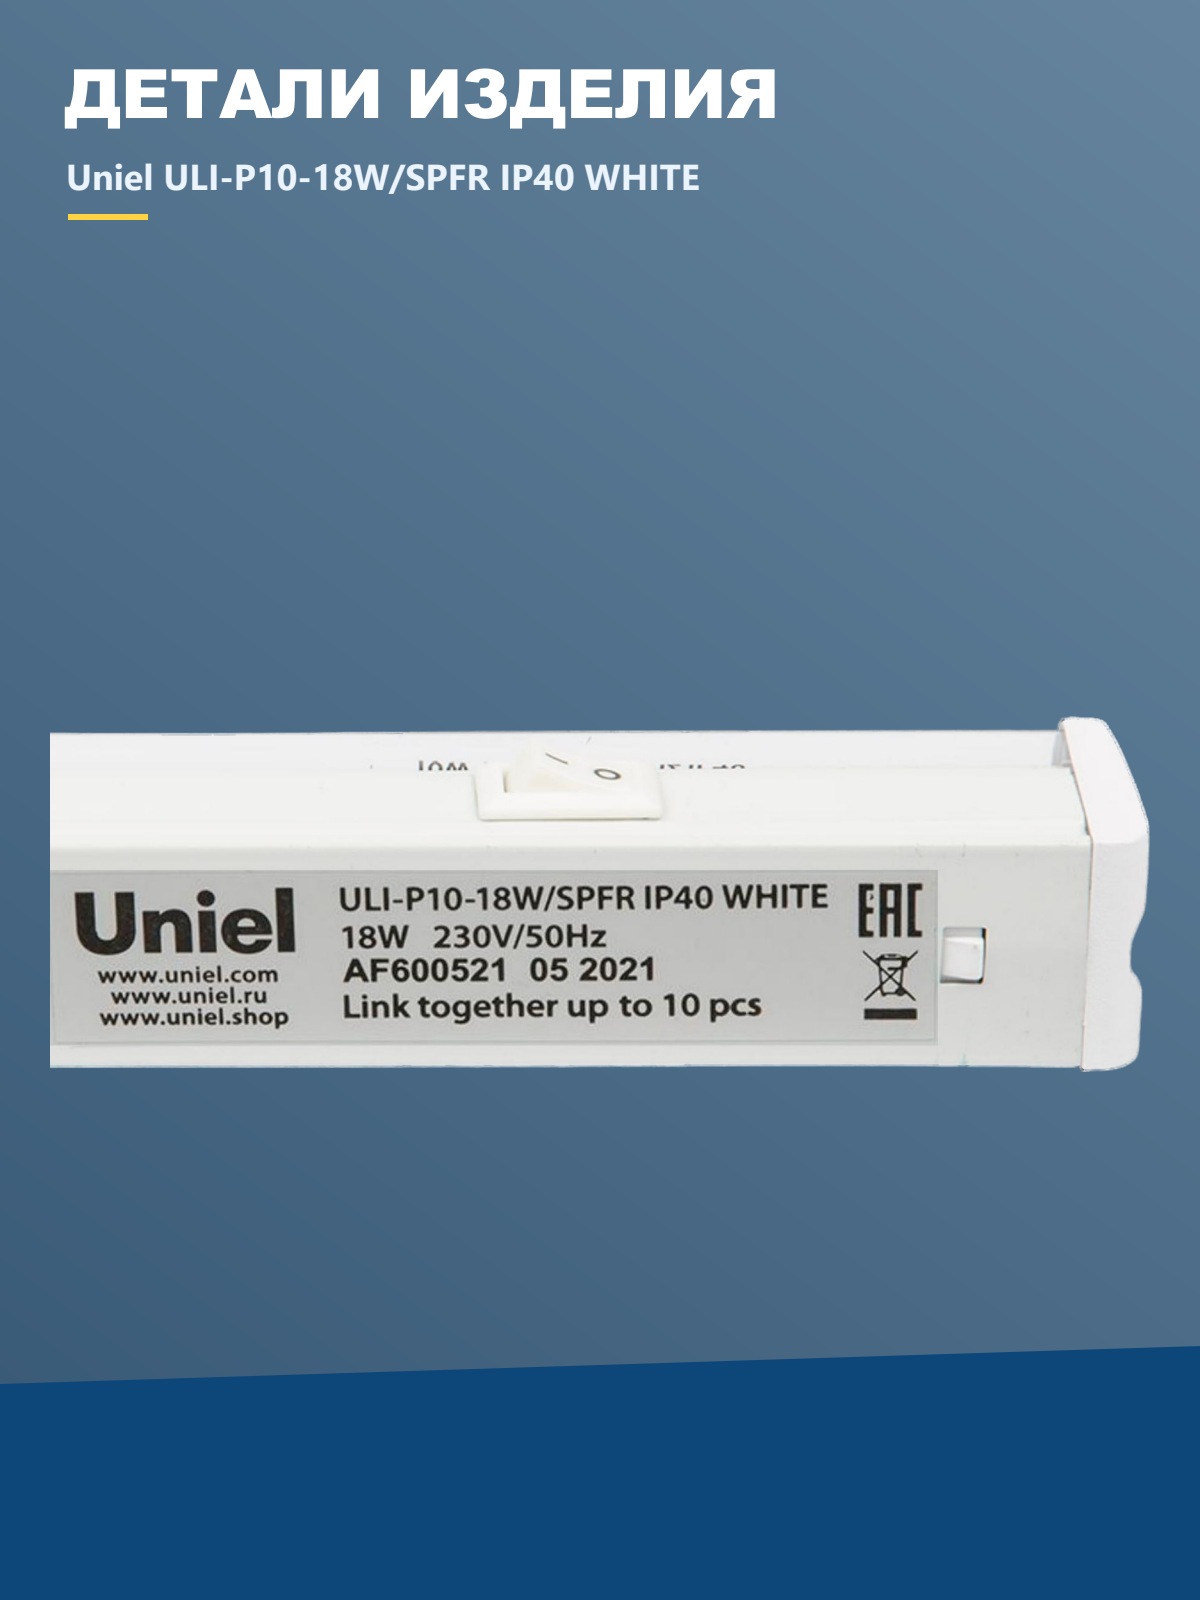 ДЕТАЛИ ИЗДЕЛИЯ
Uniel ULI-P10-18W/SPFR IP40 WHITE
Uniel
www.uniel.com
www.uniel.ru
www.uniel.shop
ULI-P10-18W/SPFR IP40 WHITE
18W 230V/50Hz
AF600521 05 2021
Link together up to 10 pcs
EAC